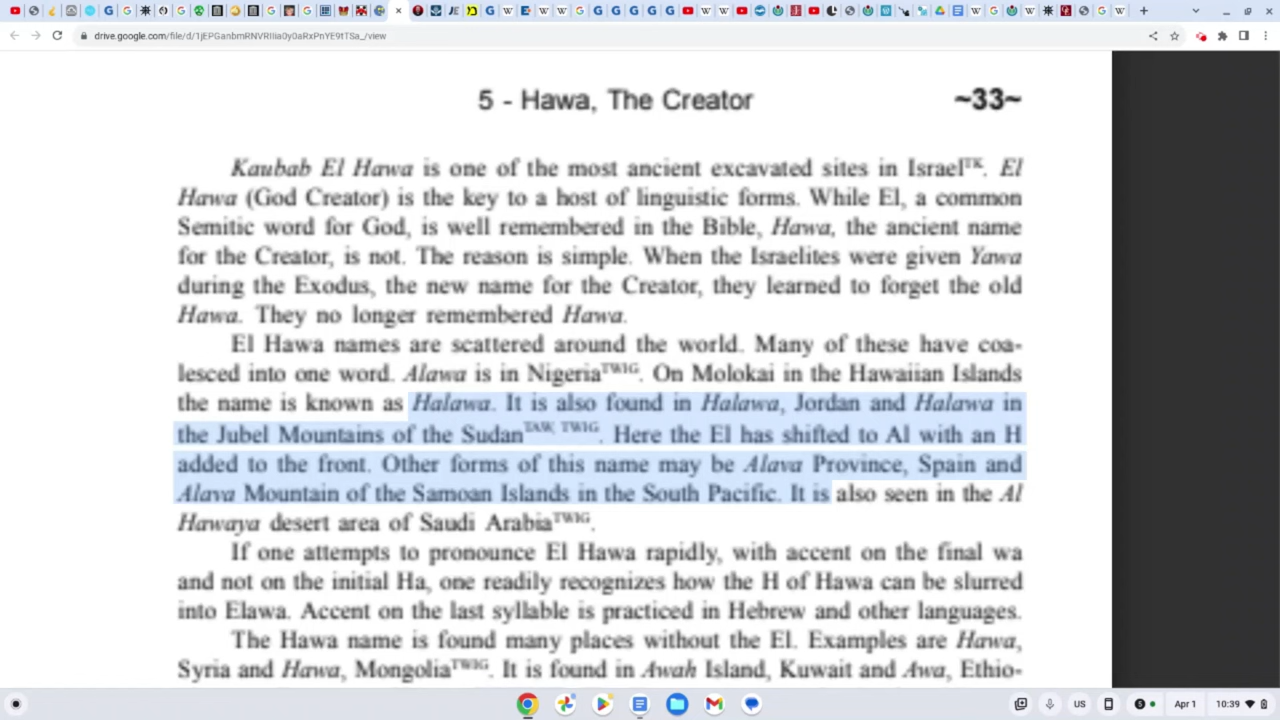 drive.google.com/file/d/1jEPGanbmRNVRIIia0y0aRxPnYE9tTSa_/view
5 - Hawa, The Creator ~33~
Kaubab El Hawa is one of the most ancient excavated sites in Israel™. El
Hawa (God Creator) is the key to a host of linguistic forms. While El, a common
Semitic word for God, is well remembered in the Bible, Hawa, the ancient name
for the Creator, is not. The reason is simple. When the Israelites were given Yawa
during the Exodus, the new name for the Creator, they learned to forget the old
Hawa. They no longer remembered Hawa.
El Hawa names are scattered around the world. Many of these have coa-
lesced into one word. Alawa is in Nigeria TWIG. On Molokai in the Hawaiian Islands
the name is known as Halawa. It is also found in Halawa, Jordan and Halawa in
the Jubel Mountains of the Sudan TAW, TWIG. Here the El has shifted to Al with an H
added to the front. Other forms of this name may be Alava Province, Spain and
Alava Mountain of the Samoan Islands in the South Pacific. It is also seen in the Al
Hawaya desert area of Saudi Arabia TWIG.
If one attempts to pronounce El Hawa rapidly, with accent on the final wa
and not on the initial Ha, one readily recognizes how the H of Hawa can be slurred
into Elawa. Accent on the last syllable is practiced in Hebrew and other languages.
The Hawa name is found many places without the El. Examples are Hawa,
Syria and Hawa, Mongolia TWIG. It is found in Awah Island, Kuwait and Awa, Ethio-
US Apr 1 10:39